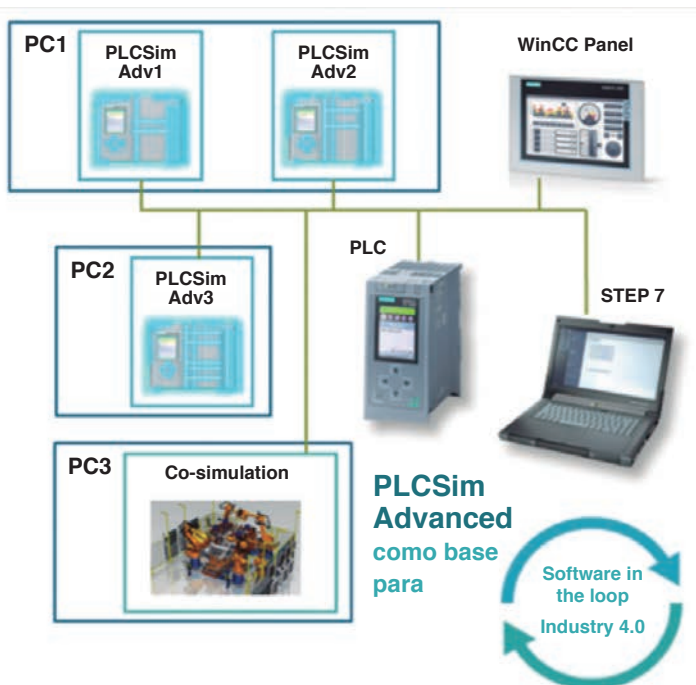 PC1
PLCSim
Adv1
PLCSim
Adv2
WinCC Panel
PC2
PLCSim
Adv3
PLC
STEP 7
PC3
Co-simulation
PLCSim
Advanced
como base
para
Software in
the loop
Industry 4.0